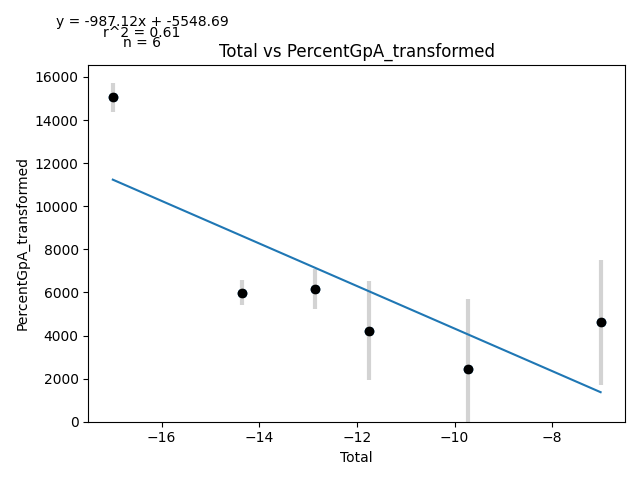 y = -987.12x + -5548.69
r^2 = 0.61
n = 6
Total vs PercentGpA_transformed
PercentGpA_transformed
16000
14000
12000
10000
8000
6000
4000
2000
0
−16
−14
−12
−10
−8
Total